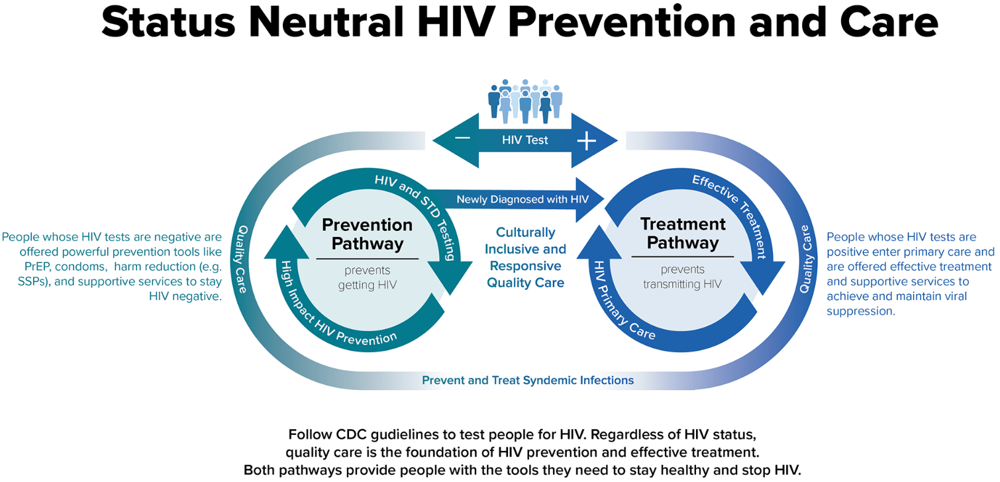 Status Neutral HIV Prevention and Care
− HIV Test +
HIV and STD Testing
High Impact HIV Prevention
Prevention
Pathway
prevents
getting HIV
Newly Diagnosed with HIV
Culturally
Inclusive and
Responsive
Quality Care
Effective Treatment
HIV Primary Care
Treatment
Pathway
prevents
transmitting HIV
Quality Care
Quality Care
People whose HIV tests are negative are
offered powerful prevention tools like
PrEP, condoms, harm reduction (e.g.
SSPs), and supportive services to stay
HIV negative.
People whose HIV tests are
positive enter primary care and
are offered effective treatment
and supportive services to
achieve and maintain viral
suppression.
Prevent and Treat Syndemic Infections
Follow CDC gudielines to test people for HIV. Regardless of HIV status,
quality care is the foundation of HIV prevention and effective treatment.
Both pathways provide people with the tools they need to stay healthy and stop HIV.